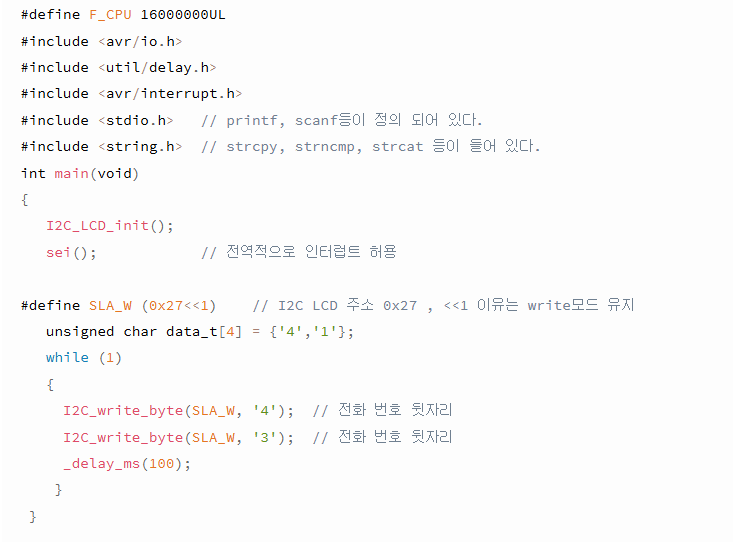 #define F_CPU 16000000UL
#include <avr/io.h>
#include <util/delay.h>
#include <avr/interrupt.h>
#include <stdio.h>   // printf, scanf등이 정의 되어 있다.
#include <string.h>  // strcpy, strncmp, strcat 등이 들어 있다.
int main(void)
{
   I2C_LCD_init();
   sei();            // 전역적으로 인터럽트 허용

#define SLA_W (0x27<<1)    // I2C LCD 주소 0x27 , <<1 이유는 write모드 유지
   unsigned char data_t[4] = {'4','1'};
   while (1)
   {
     I2C_write_byte(SLA_W, '4');  // 전화 번호 뒷자리
     I2C_write_byte(SLA_W, '3');  // 전화 번호 뒷자리
     _delay_ms(100);
    }
 }